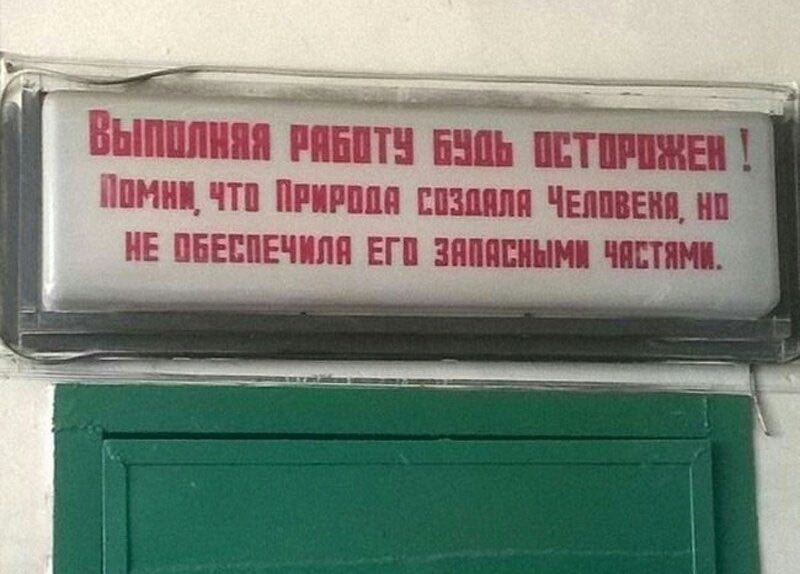 Выполняя работу будь осторожен!
Помни, что Природа создала Человека, но
не обеспечила его запасными частями.